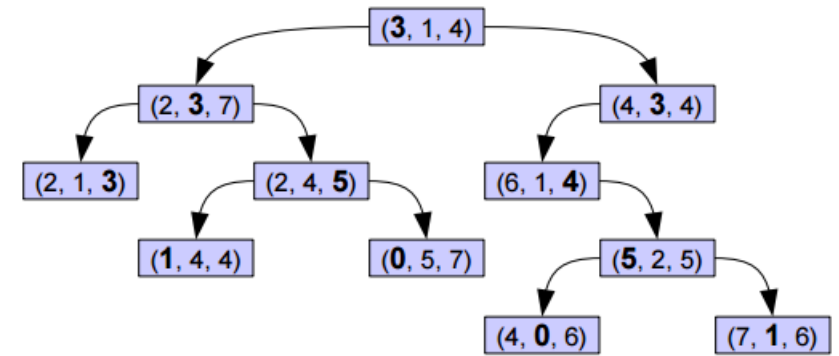 (3, 1, 4)
(2, 3, 7)
(4, 3, 4)
(2, 1, 3)
(2, 4, 5)
(6, 1, 4)
(1, 4, 4)
(0, 5, 7)
(5, 2, 5)
(4, 0, 6)
(7, 1, 6)